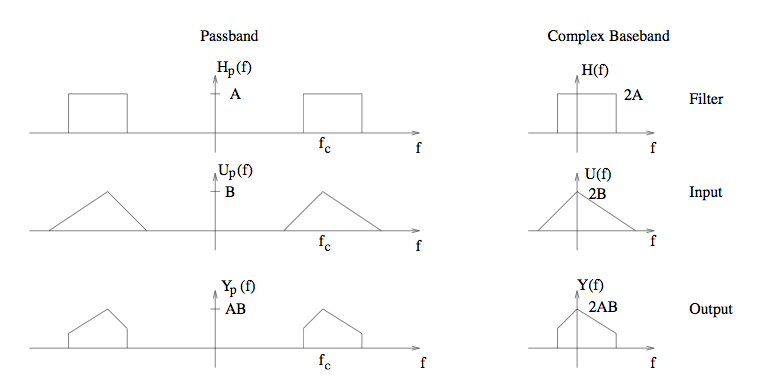 Passband
Complex Baseband
Hp(f)
A
fc
f
H(f)
2A
f
Filter
Up(f)
B
fc
f
U(f)
2B
f
Input
Yp (f)
AB
fc
f
Y(f)
2AB
f
Output